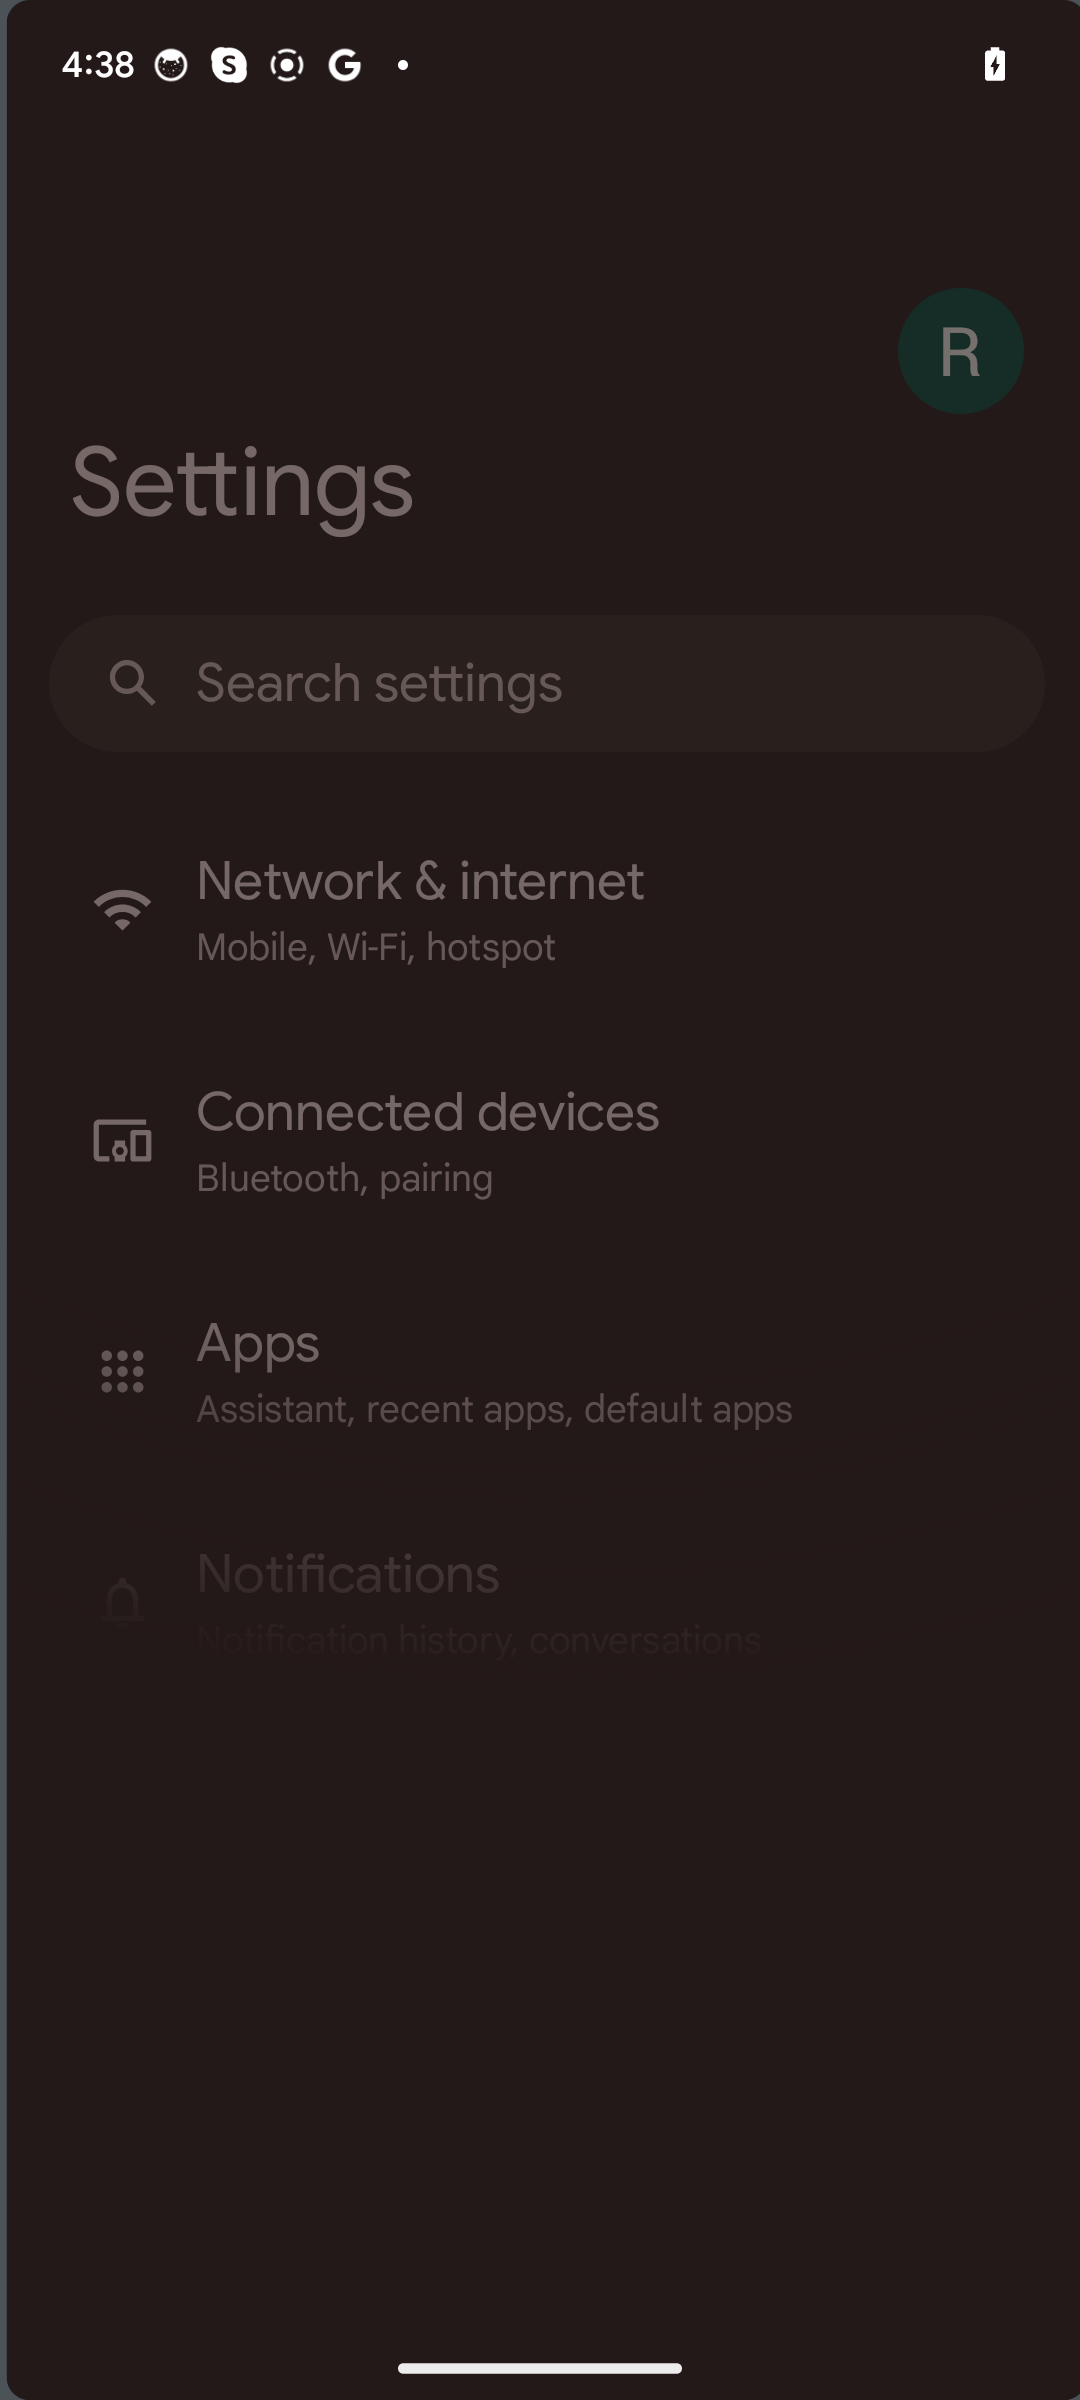 4:38
R
Settings
Search settings
Network & internet
Mobile, Wi-Fi, hotspot
Connected devices
Bluetooth, pairing
Apps
Assistant, recent apps, default apps
Notifications
Notification history, conversations